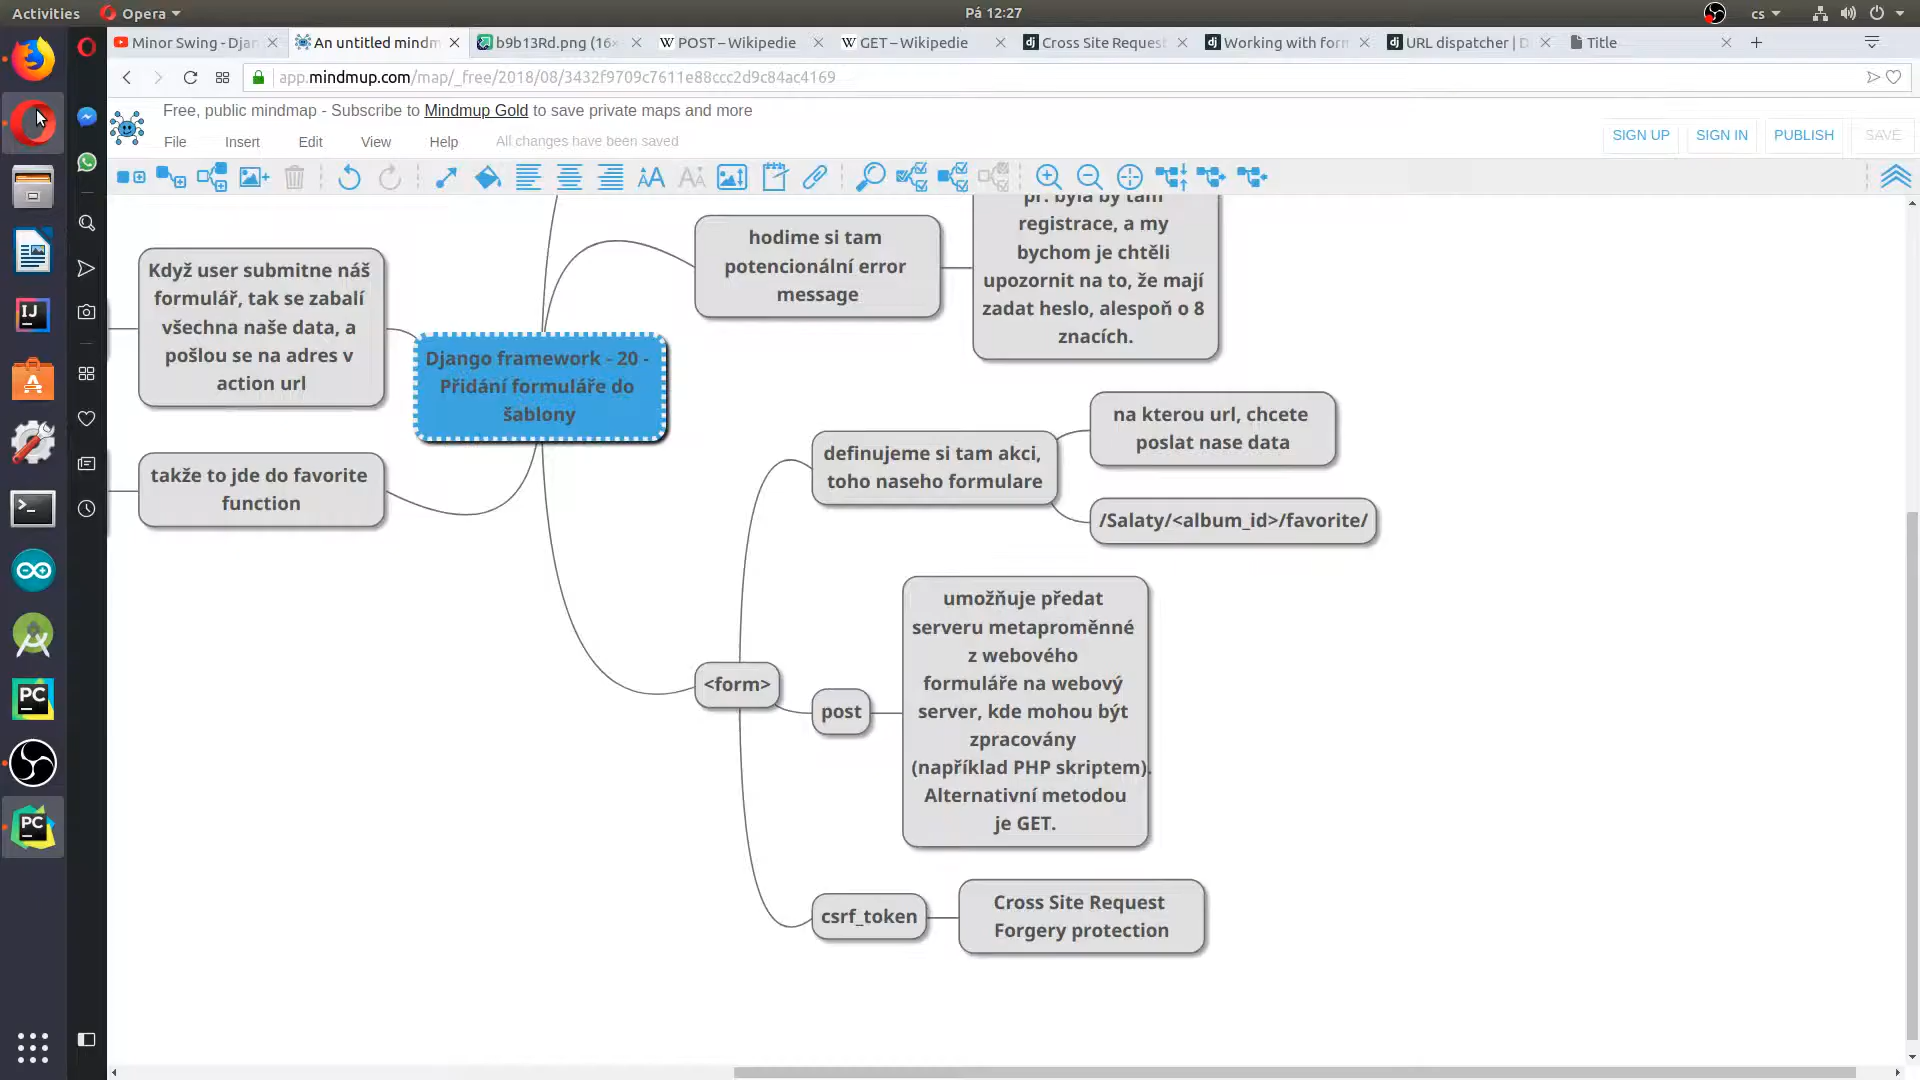 Activities
Opera
Pá 12:27
cs
Minor Swing - Djan
An untitled mindm
b9b13Rd.png (16×
POST – Wikipedie
GET – Wikipedie
Cross Site Request
Working with form
URL dispatcher | D
Title
app.mindmup.com/map/_free/2018/08/3432f9709c7611e88ccc2d9c84ac4169
Free, public mindmap - Subscribe to Mindmup Gold to save private maps and more
File
Insert
Edit
View
Help
All changes have been saved
SIGN UP
SIGN IN
PUBLISH
SAVE
př. byla by tam
registrace, a my
bychom je chtěli
upozornit na to, že mají
zadat heslo, alespoň o 8
znacích.
hodime si tam
potencionální error
message
Když user submitne náš
formulář, tak se zabalí
všechna naše data, a
pošlou se na adres v
action url
Django framework - 20 -
Přidání formuláře do
šablony
takže to jde do favorite
function
definujeme si tam akci,
toho naseho formulare
na kterou url, chcete
poslat nase data
/Salaty/<album_id>/favorite/
<form>
post
umožňuje předat
serveru metaproměnné
z webového
formuláře na webový
server, kde mohou být
zpracovány
(například PHP skriptem).
Alternativní metodou
je GET.
csrf_token
Cross Site Request
Forgery protection